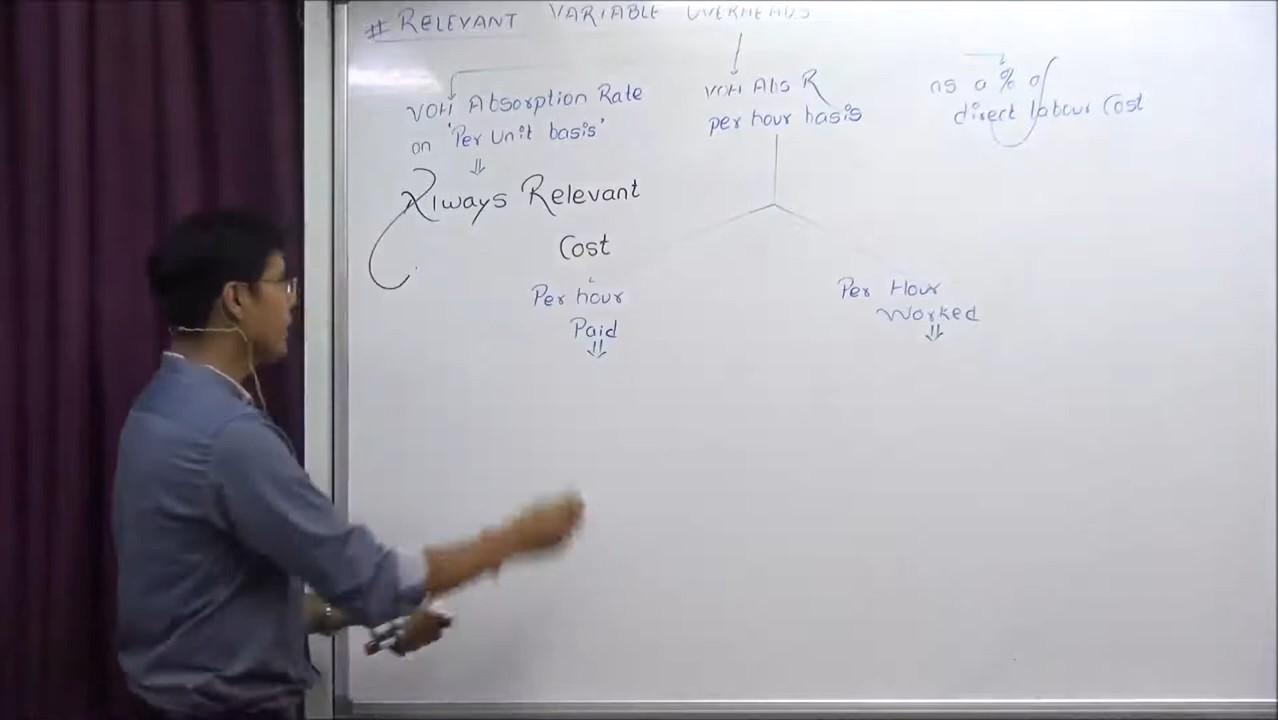 # RELEVANT VARIABLE OVERHEADS
VOH Absorption Rate
on 'Per Unit basis'
⇓
Always Relevant
Cost
VOH Abs R
per hour basis
Per hour
Paid
⇓
Per Hour
Worked
⇓
as a % of
direct labour Cost